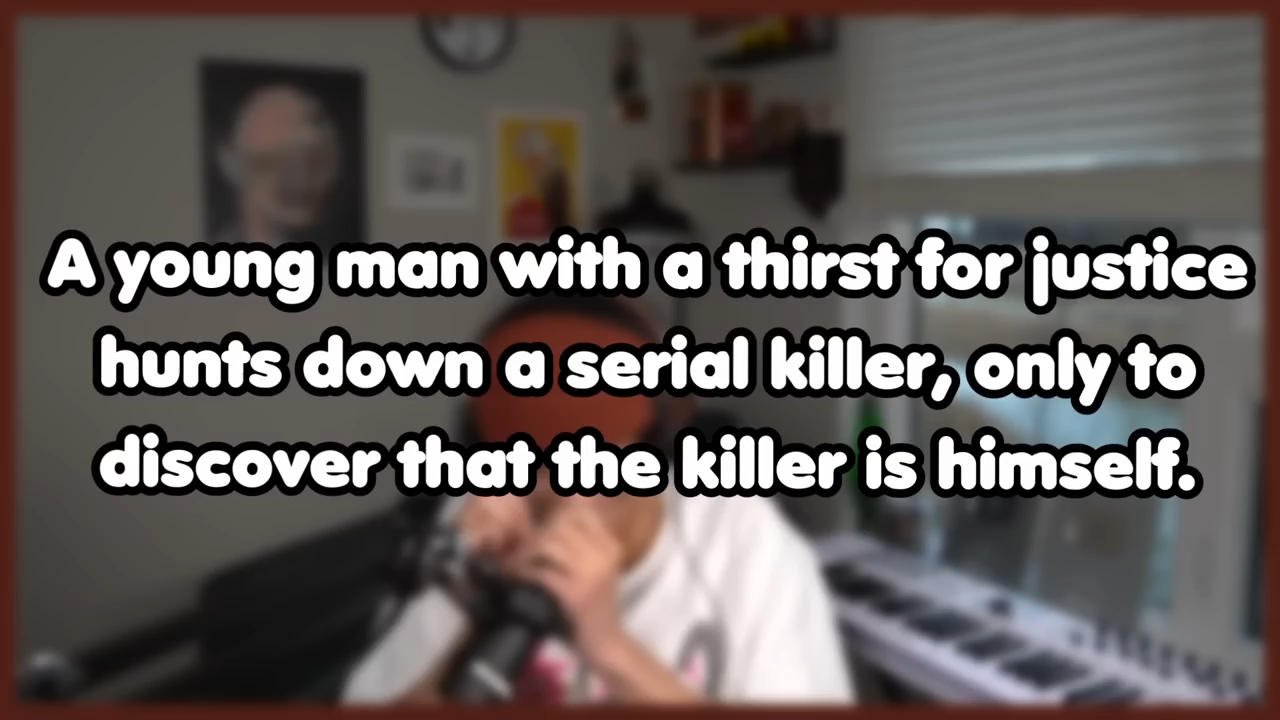 A young man with a thirst for justice
hunts down a serial killer, only to
discover that the killer is himself.